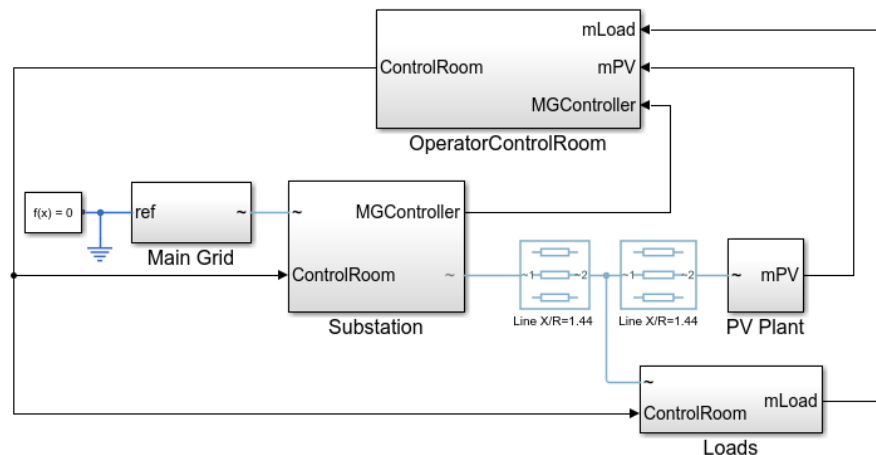 mLoad
ControlRoom
mPV
MGController
OperatorControlRoom
f(x) = 0
ref
~
Main Grid
~
MGController
ControlRoom
~
Substation
~1
~2
Line X/R=1.44
~1
~2
Line X/R=1.44
~
mPV
PV Plant
~
ControlRoom
mLoad
Loads